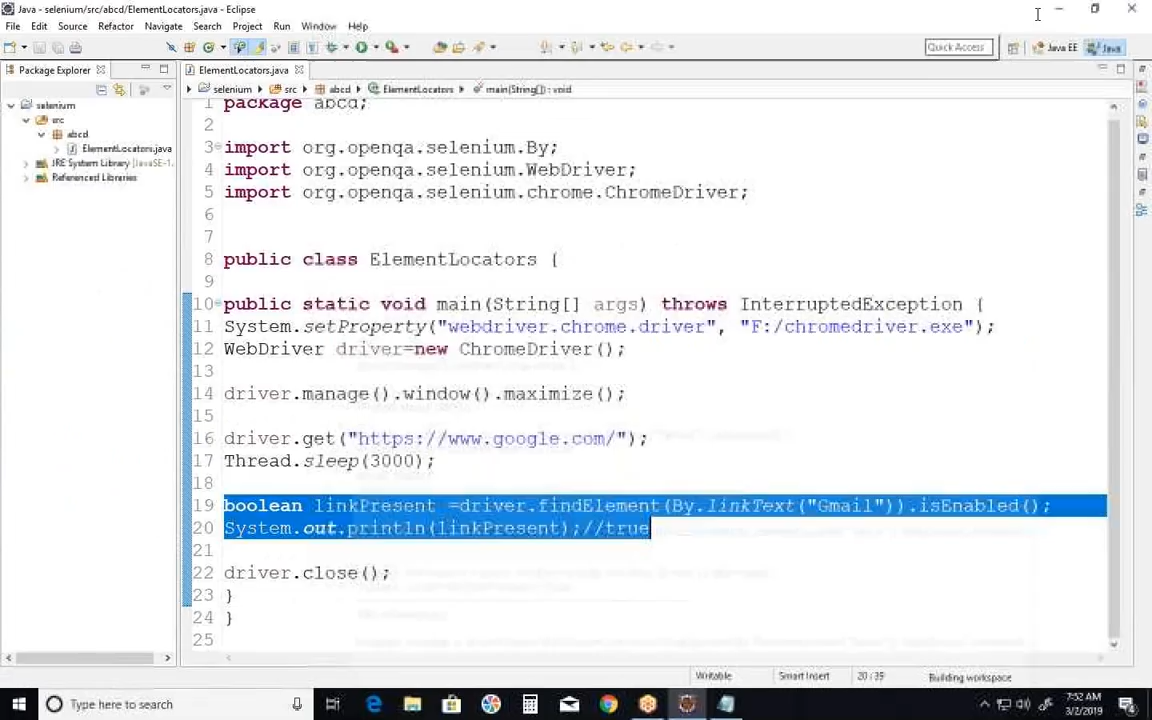 Java - selenium/src/abcd/ElementLocators.java - Eclipse
File Edit Source Refactor Navigate Search Project Run Window Help
Quick Access Java EE Java
Package Explorer
ElementLocators.java
selenium src abcd ElementLocators main(String[]) : void
selenium
src
abcd
ElementLocators.java
JRE System Library [JavaSE-1.
Referenced Libraries
1 package abcd;
2
3 import org.openqa.selenium.By;
4 import org.openqa.selenium.WebDriver;
5 import org.openqa.selenium.chrome.ChromeDriver;
6
7
8 public class ElementLocators {
9
10 public static void main(String[] args) throws InterruptedException {
11 System.setProperty("webdriver.chrome.driver", "F:/chromedriver.exe");
12 WebDriver driver=new ChromeDriver();
13
14 driver.manage().window().maximize();
15
16 driver.get("https://www.google.com/");
17 Thread.sleep(3000);
18
19 boolean linkPresent =driver.findElement(By.linkText("Gmail")).isEnabled();
20 System.out.println(linkPresent);//true
21
22 driver.close();
23 }
24 }
25
Writable Smart Insert 20 : 39 Building workspace
Type here to search
7:52 AM
3/2/2019
4